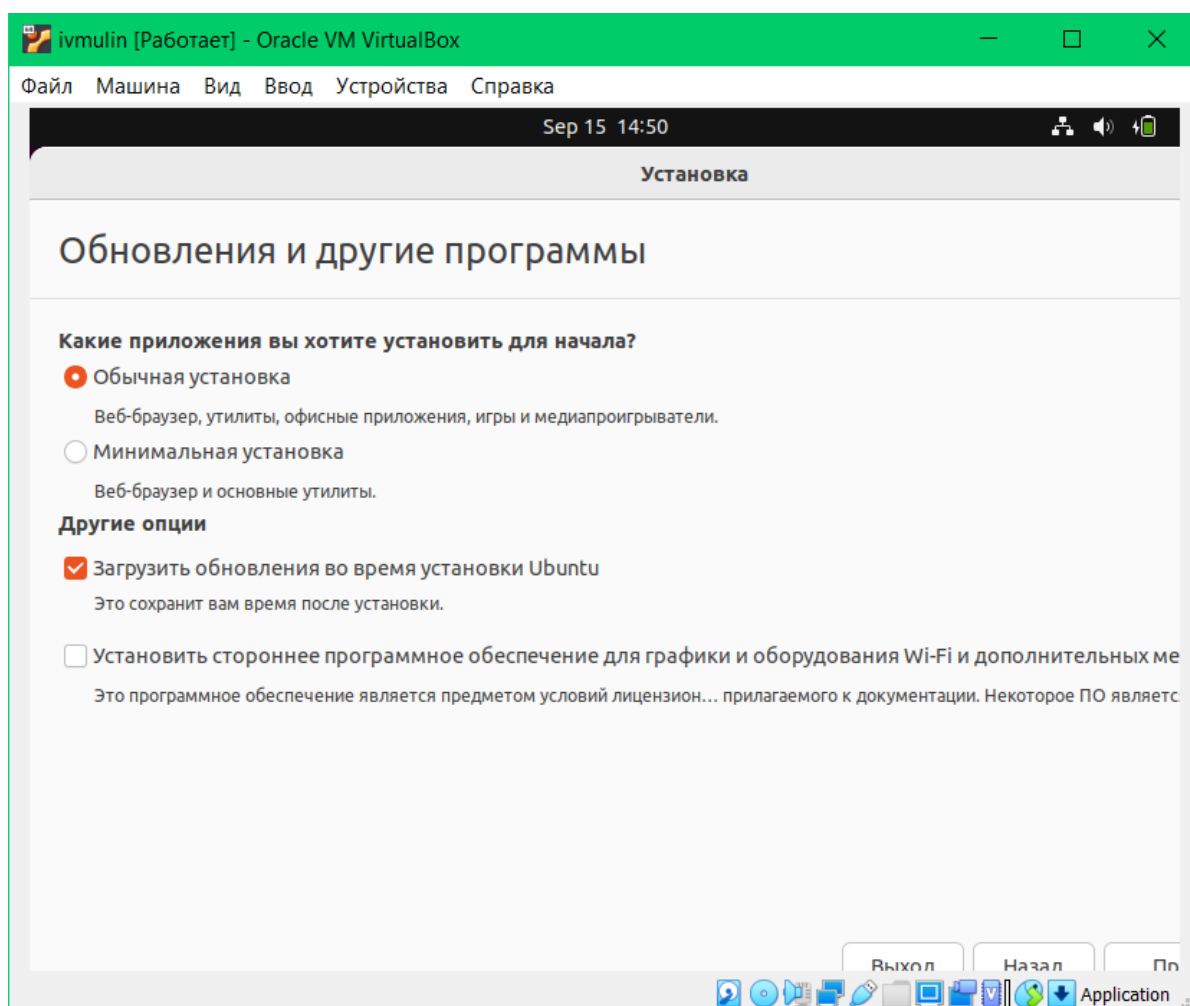 ivmulin [Работает] - Oracle VM VirtualBox
Файл Машина Вид Ввод Устройства Справка
Sep 15 14:50
Установка
Обновления и другие программы
Какие приложения вы хотите установить для начала?
Обычная установка
Веб-браузер, утилиты, офисные приложения, игры и медиапроигрыватели.
Минимальная установка
Веб-браузер и основные утилиты.
Другие опции
Загрузить обновления во время установки Ubuntu
Это сохранит вам время после установки.
Установить стороннее программное обеспечение для графики и оборудования Wi-Fi и дополнительных ме
Это программное обеспечение является предметом условий лицензион... прилагаемого к документации. Некоторое ПО являетс
Выход Назад Пр
Application